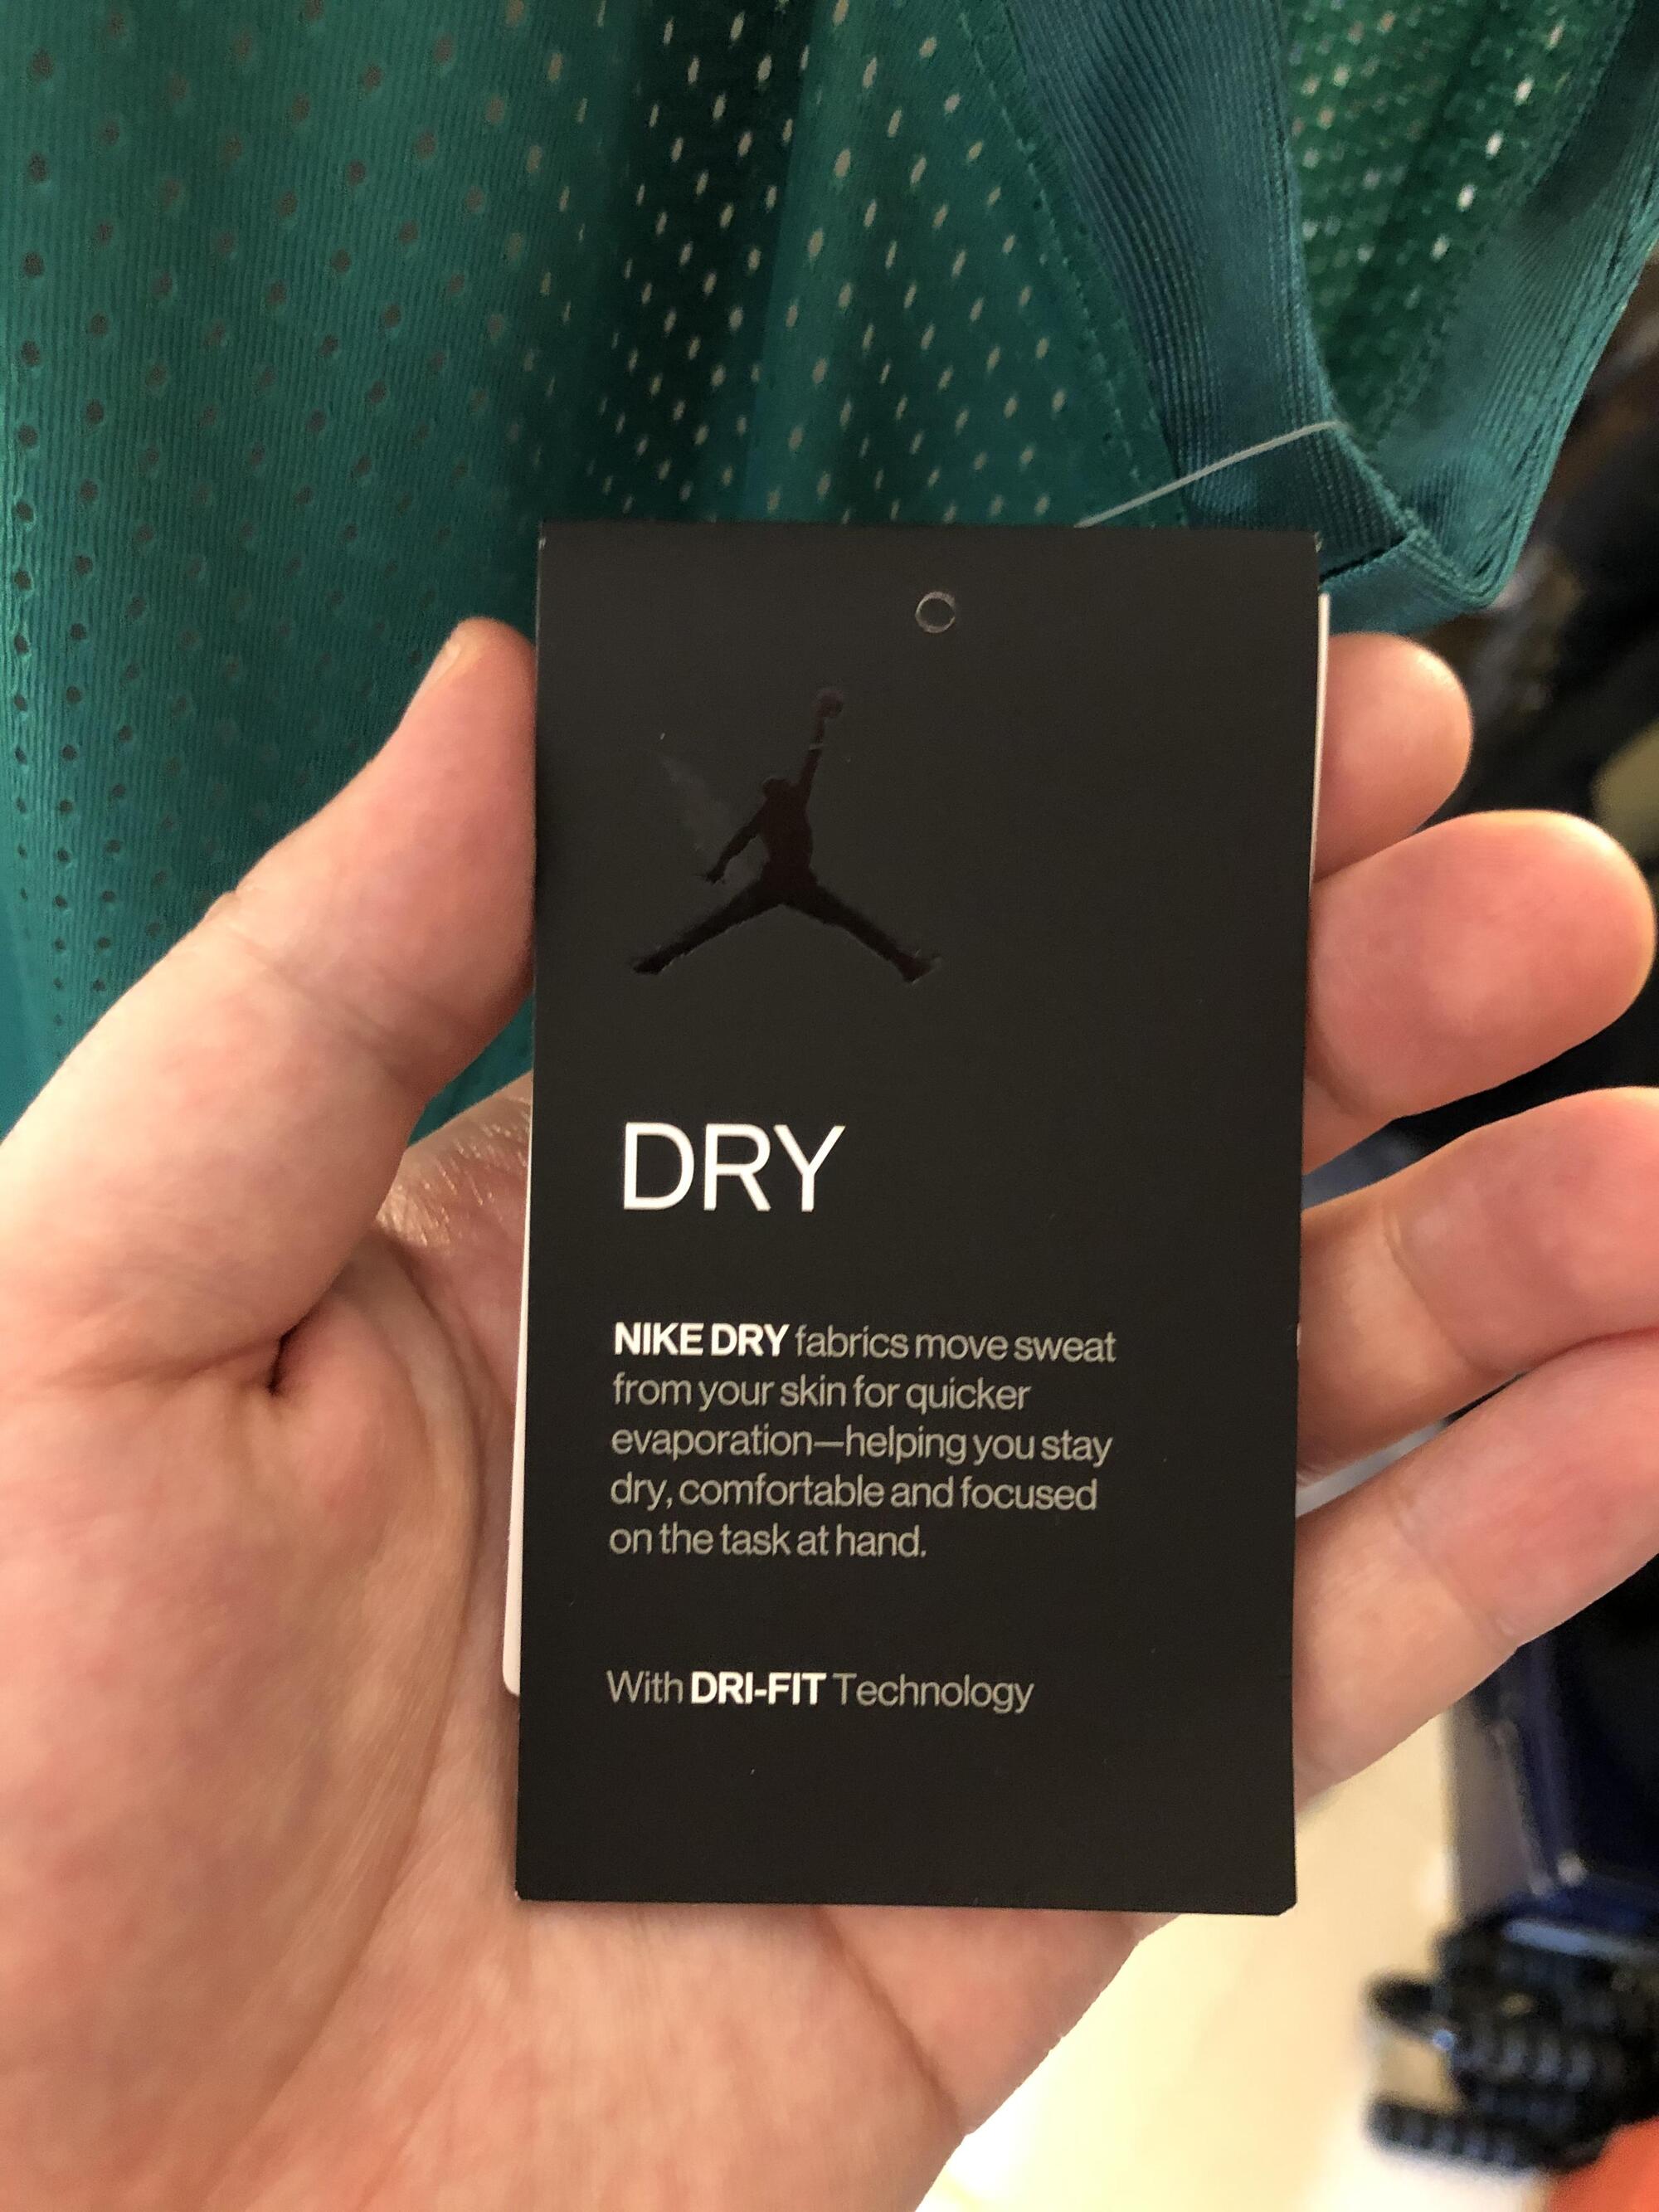 DRY
NIKE DRY fabrics move sweat
from your skin for quicker
evaporation—helping you stay
dry, comfortable and focused
on the task at hand.
With DRI-FIT Technology